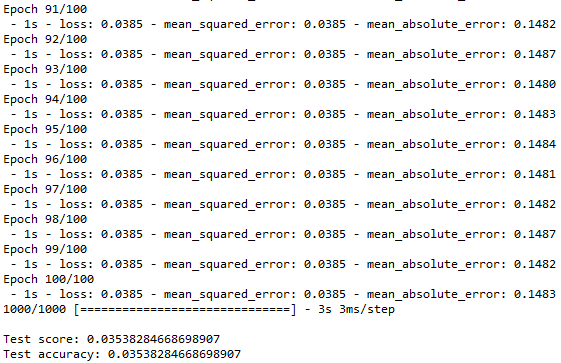 Epoch 91/100
 - 1s - loss: 0.0385 - mean_squared_error: 0.0385 - mean_absolute_error: 0.1482
Epoch 92/100
 - 1s - loss: 0.0385 - mean_squared_error: 0.0385 - mean_absolute_error: 0.1487
Epoch 93/100
 - 1s - loss: 0.0385 - mean_squared_error: 0.0385 - mean_absolute_error: 0.1480
Epoch 94/100
 - 1s - loss: 0.0385 - mean_squared_error: 0.0385 - mean_absolute_error: 0.1483
Epoch 95/100
 - 1s - loss: 0.0385 - mean_squared_error: 0.0385 - mean_absolute_error: 0.1484
Epoch 96/100
 - 1s - loss: 0.0385 - mean_squared_error: 0.0385 - mean_absolute_error: 0.1481
Epoch 97/100
 - 1s - loss: 0.0385 - mean_squared_error: 0.0385 - mean_absolute_error: 0.1482
Epoch 98/100
 - 1s - loss: 0.0385 - mean_squared_error: 0.0385 - mean_absolute_error: 0.1487
Epoch 99/100
 - 1s - loss: 0.0385 - mean_squared_error: 0.0385 - mean_absolute_error: 0.1482
Epoch 100/100
 - 1s - loss: 0.0385 - mean_squared_error: 0.0385 - mean_absolute_error: 0.1483
1000/1000 [==============================] - 3s 3ms/step
Test score: 0.03538284668698907
Test accuracy: 0.03538284668698907